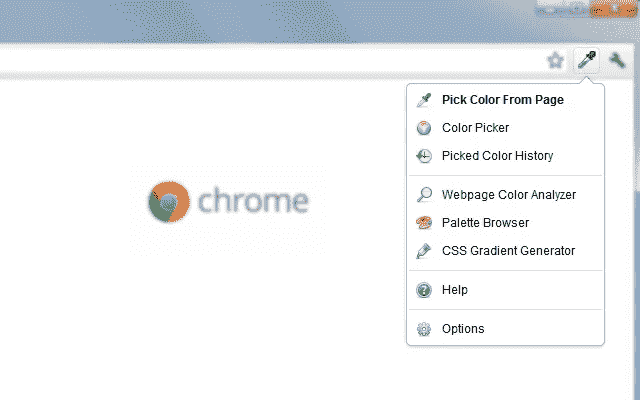 Pick Color From Page
Color Picker
Picked Color History
chrome
Webpage Color Analyzer
Palette Browser
CSS Gradient Generator
Help
Options